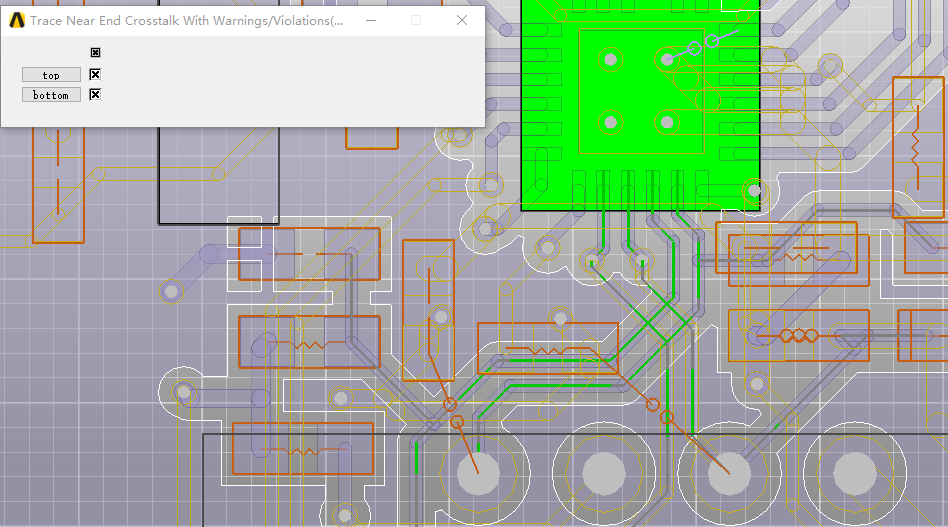 Trace Near End Crosstalk With Warnings/Violations(...
top
bottom